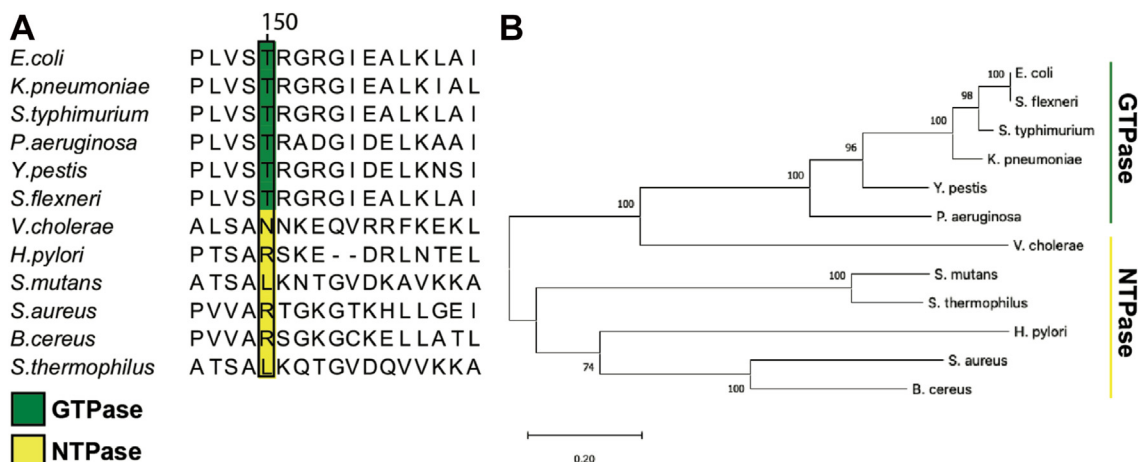 A
150
E.coli PLVSTRGRGIEALKLAI
K.pneumoniae PLVSTRGRGIEALKIAL
S.typhimurium PLVSTRGRGIEALKLAI
P.aeruginosa PLVSTRADGIDELKAAI
Y.pestis PLVSTRGRGIDELKNSI
S.flexneri PLVSTRGRGIEALKLAI
V.cholerae ALSANNKEQVRRFKEKL
H.pylori PTSARSKE--DRLNTEL
S.mutans ATSALKNTGVDKAVKKA
S.aureus PVVARTGKGTKHLLGEI
B.cereus PVVARSGKGCKELLATL
S.thermophilus ATSALKQTGVDQVVKKA
GTPase
NTPase
B
100
E. coli
98
S. flexneri
100
S. typhimurium
96
K. pneumoniae
100
Y. pestis
100
P. aeruginosa
V. cholerae
100
S. mutans
S. thermophilus
H. pylori
74
S. aureus
100
B. cereus
0.20
GTPase
NTPase